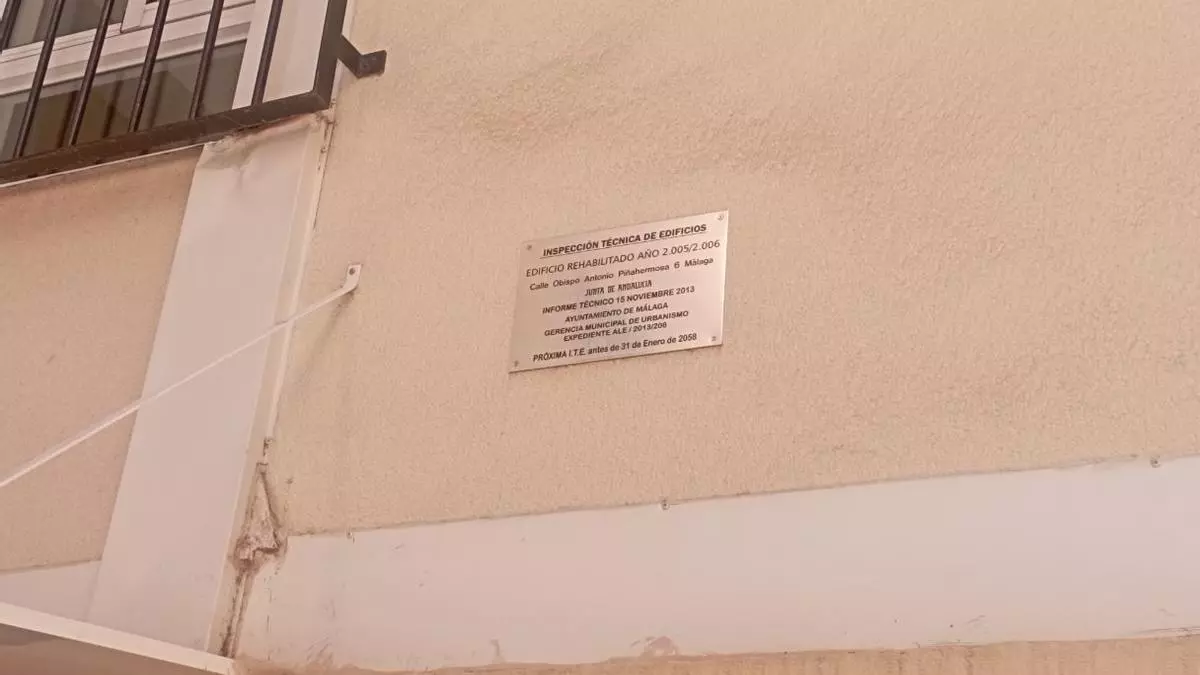 INSPECCIÓN TÉCNICA DE EDIFICIOS
EDIFICIO REHABILITADO AÑO 2.005/2.006
Calle Obispo Antonio Piñahermosa 6 Málaga
JUNTA DE ANDALUCIA
INFORME TÉCNICO 15 NOVIEMBRE 2013
AYUNTAMIENTO DE MÁLAGA
GERENCIA MUNICIPAL DE URBANISMO
EXPEDIENTE ALE / 2013/206
PRÓXIMA I.T.E. antes de 31 de Enero de 2058